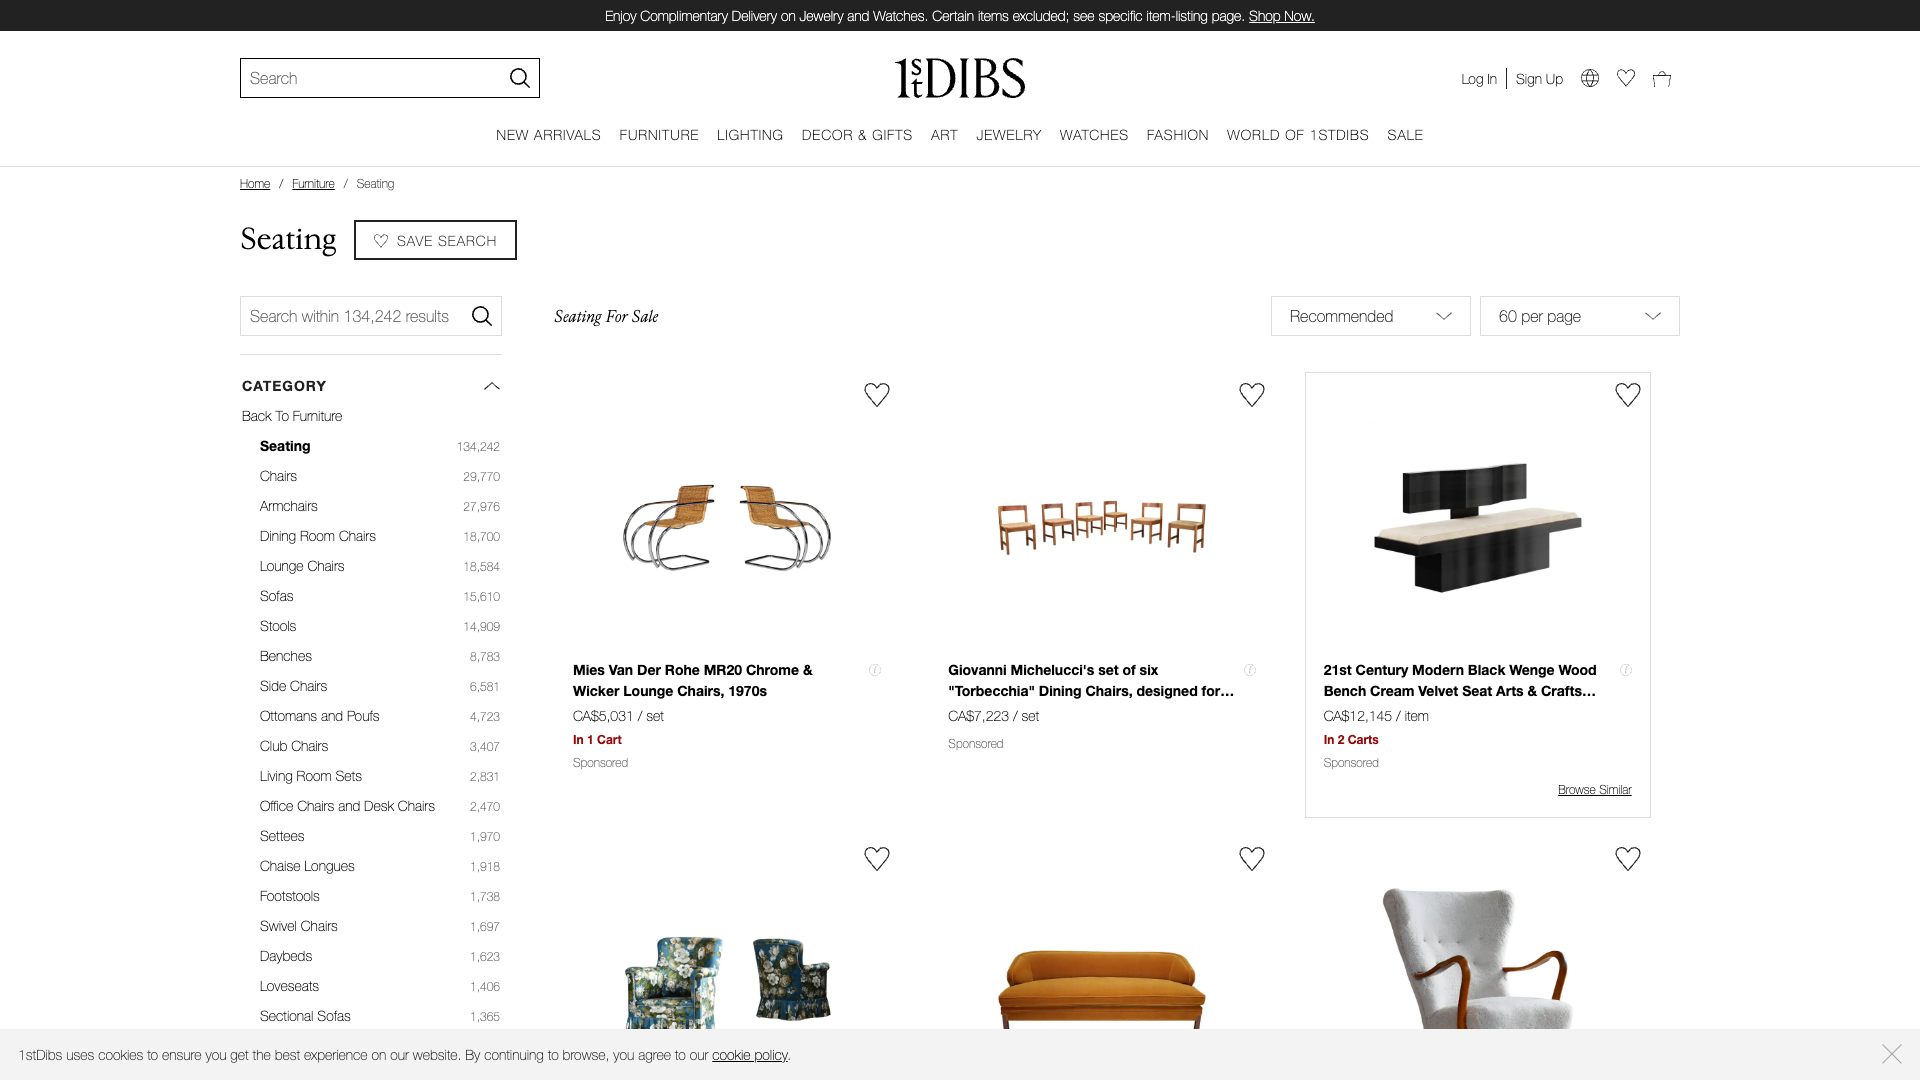 Enjoy Complimentary Delivery on Jewelry and Watches. Certain items excluded; see specific item-listing page. Shop Now.
Search
1stDIBS
Log In
Sign Up
NEW ARRIVALS FURNITURE LIGHTING DECOR & GIFTS ART JEWELRY WATCHES FASHION WORLD OF 1STDIBS SALE
Home / Furniture / Seating
Seating
SAVE SEARCH
Search within 134,242 results
Seating For Sale
Recommended
60 per page
CATEGORY
Back To Furniture
Seating 134,242
Chairs 29,770
Armchairs 27,976
Dining Room Chairs 18,700
Lounge Chairs 18,584
Sofas 15,610
Stools 14,909
Benches 8,783
Side Chairs 6,581
Ottomans and Poufs 4,723
Club Chairs 3,407
Living Room Sets 2,831
Office Chairs and Desk Chairs 2,470
Settees 1,970
Chaise Longues 1,918
Footstools 1,738
Swivel Chairs 1,697
Daybeds 1,623
Loveseats 1,406
Sectional Sofas 1,365
Mies Van Der Rohe MR20 Chrome &
Wicker Lounge Chairs, 1970s
CA$5,031 / set
In 1 Cart
Sponsored
Giovanni Michelucci's set of six
"Torbecchia" Dining Chairs, designed for...
CA$7,223 / set
Sponsored
21st Century Modern Black Wenge Wood
Bench Cream Velvet Seat Arts & Crafts...
CA$12,145 / item
In 2 Carts
Sponsored
Browse Similar
1stDibs uses cookies to ensure you get the best experience on our website. By continuing to browse, you agree to our cookie policy.